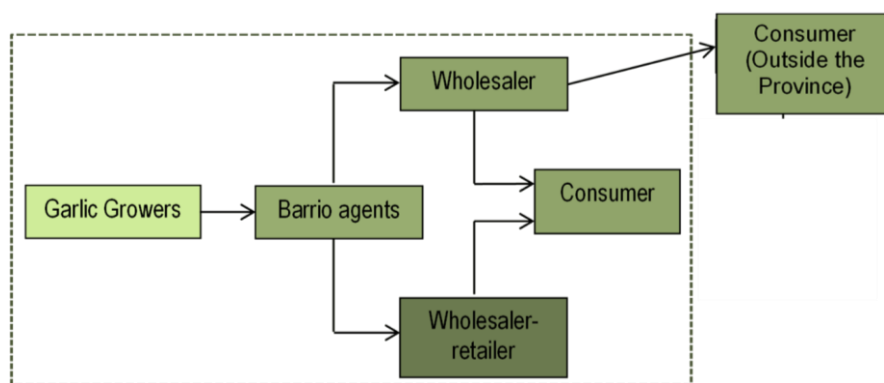 Consumer
(Outside the
Province)
Wholesaler
Garlic Growers
Barrio agents
Consumer
Wholesaler-
retailer